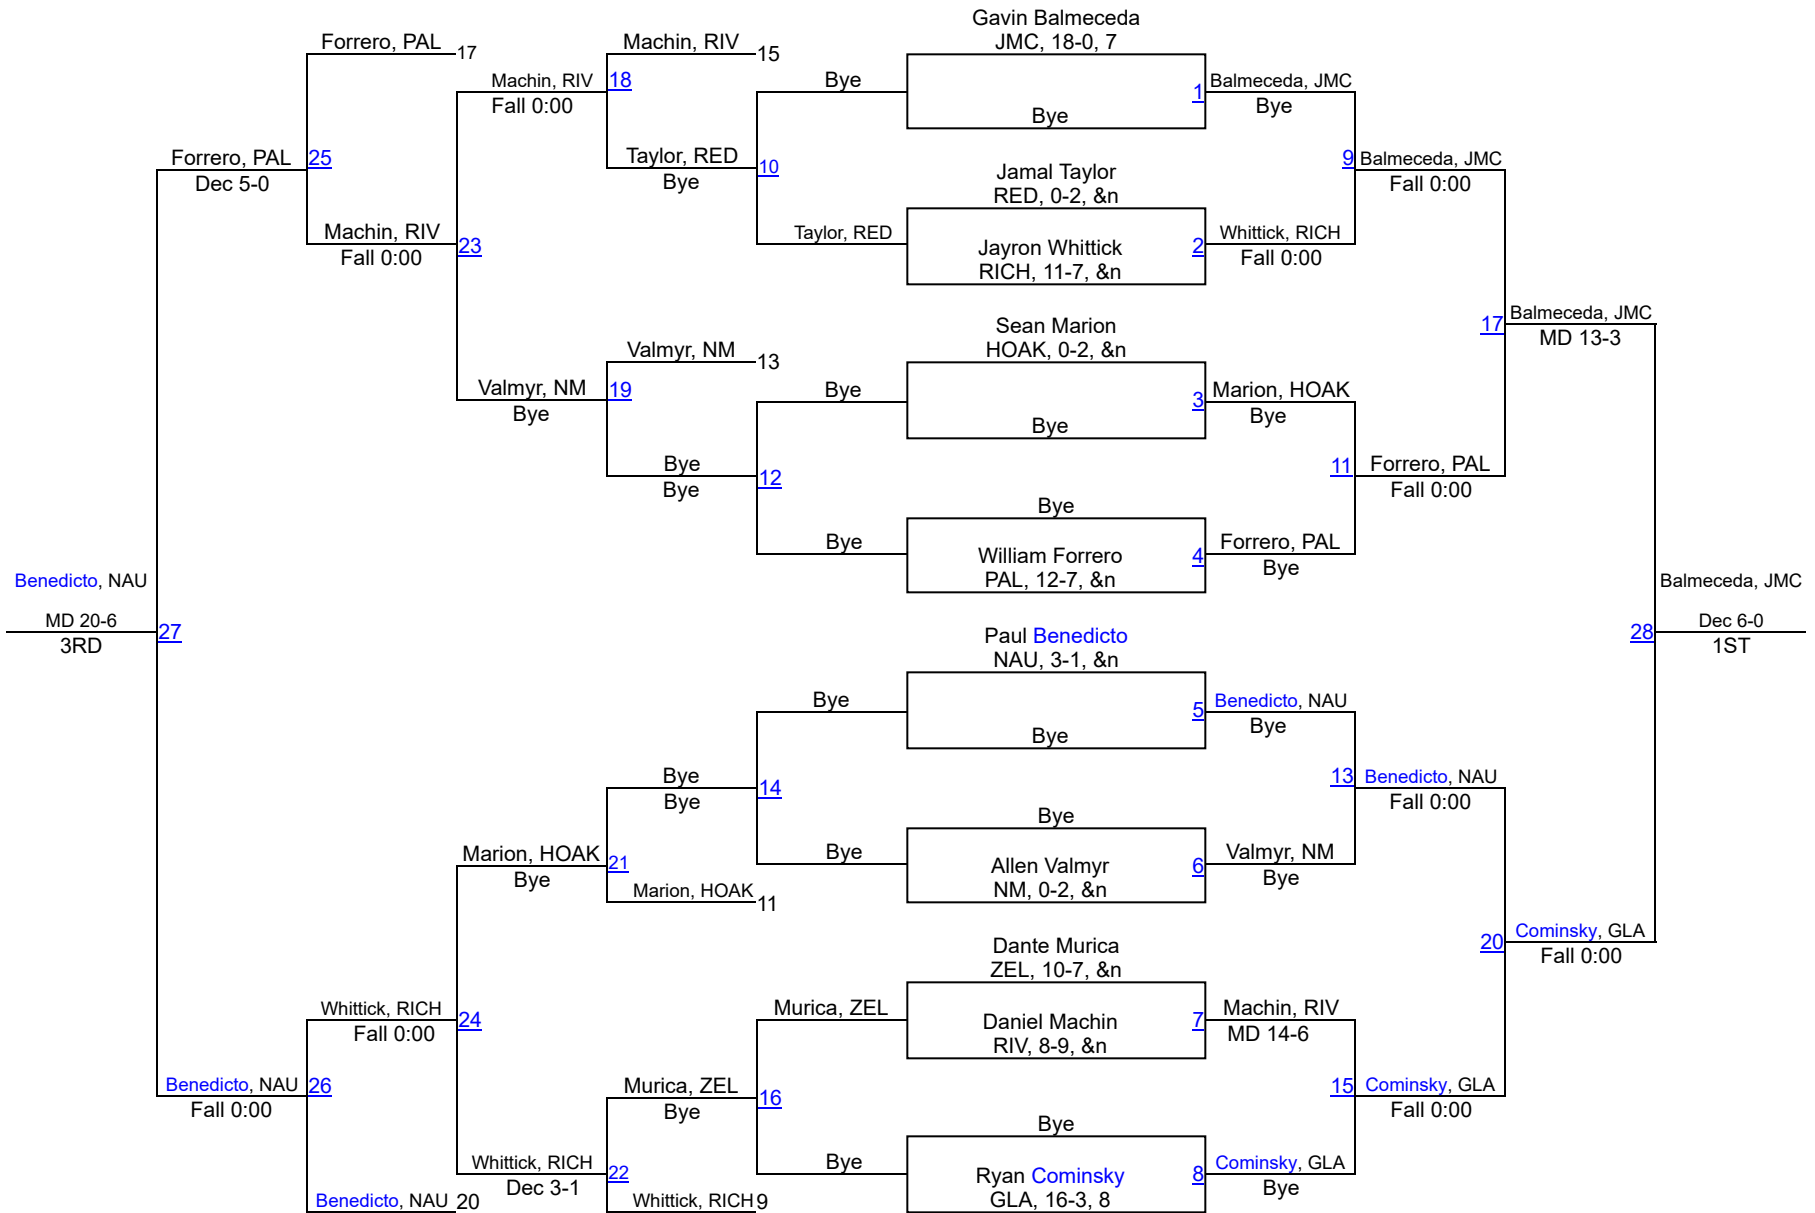 Gavin Balmeceda
JMC, 18-0, 7
Forrero, PAL
17
Machin, RIV
15
Machin, RIV
18
Fall 0:00
Bye
1
Balmeceda, JMC
Bye
Bye
Forrero, PAL
25
Dec 5-0
Taylor, RED
10
Bye
Jamal Taylor
RED, 0-2, &n
9
Balmeceda, JMC
Fall 0:00
Machin, RIV
23
Fall 0:00
Taylor, RED
Jayron Whittick
RICH, 11-7, &n
2
Whittick, RICH
Fall 0:00
Sean Marion
HOAK, 0-2, &n
17
Balmeceda, JMC
MD 13-3
Valmyr, NM
13
Valmyr, NM
19
Bye
Bye
3
Marion, HOAK
Bye
Bye
Bye
12
Bye
11
Forrero, PAL
Fall 0:00
Bye
Bye
William Forrero
PAL, 12-7, &n
4
Forrero, PAL
Bye
Benedicto, NAU
MD 20-6
27
3RD
Balmeceda, JMC
28
Dec 6-0
1ST
Paul Benedicto
NAU, 3-1, &n
Bye
5
Benedicto, NAU
Bye
Bye
Bye
14
Bye
13
Benedicto, NAU
Fall 0:00
Bye
Marion, HOAK
21
Bye
Bye
Allen Valmyr
NM, 0-2, &n
6
Valmyr, NM
Bye
Marion, HOAK
11
Dante Murica
ZEL, 10-7, &n
20
Cominsky, GLA
Fall 0:00
Whittick, RICH
24
Fall 0:00
Murica, ZEL
Daniel Machin
RIV, 8-9, &n
7
Machin, RIV
MD 14-6
Benedicto, NAU
26
Fall 0:00
Murica, ZEL
16
Bye
15
Cominsky, GLA
Fall 0:00
Bye
Whittick, RICH
22
Dec 3-1
Bye
Ryan Cominsky
GLA, 16-3, 8
8
Cominsky, GLA
Bye
Benedicto, NAU
20
Whittick, RICH
9